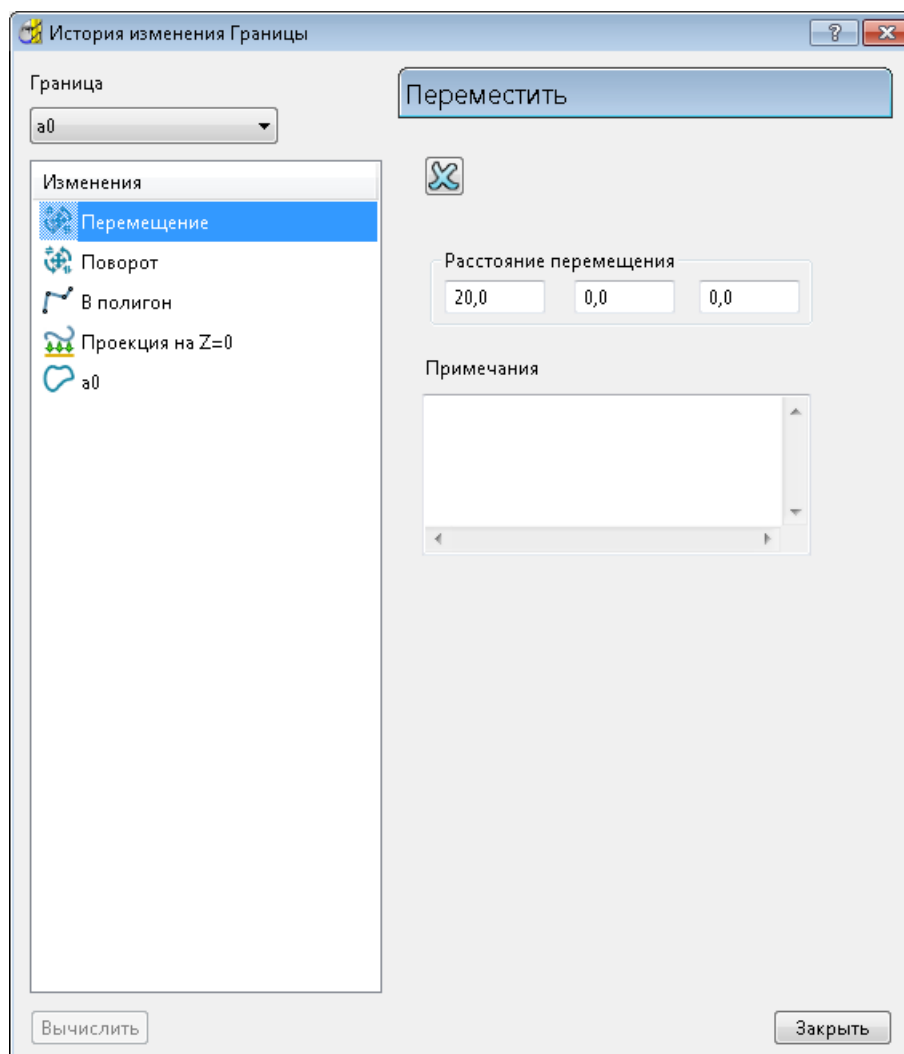 История изменения Границы
Граница
a0
Изменения
Перемещение
Поворот
В полигон
Проекция на Z=0
a0
Переместить
Расстояние перемещения
20,0 0,0 0,0
Примечания
Вычислить
Закрыть